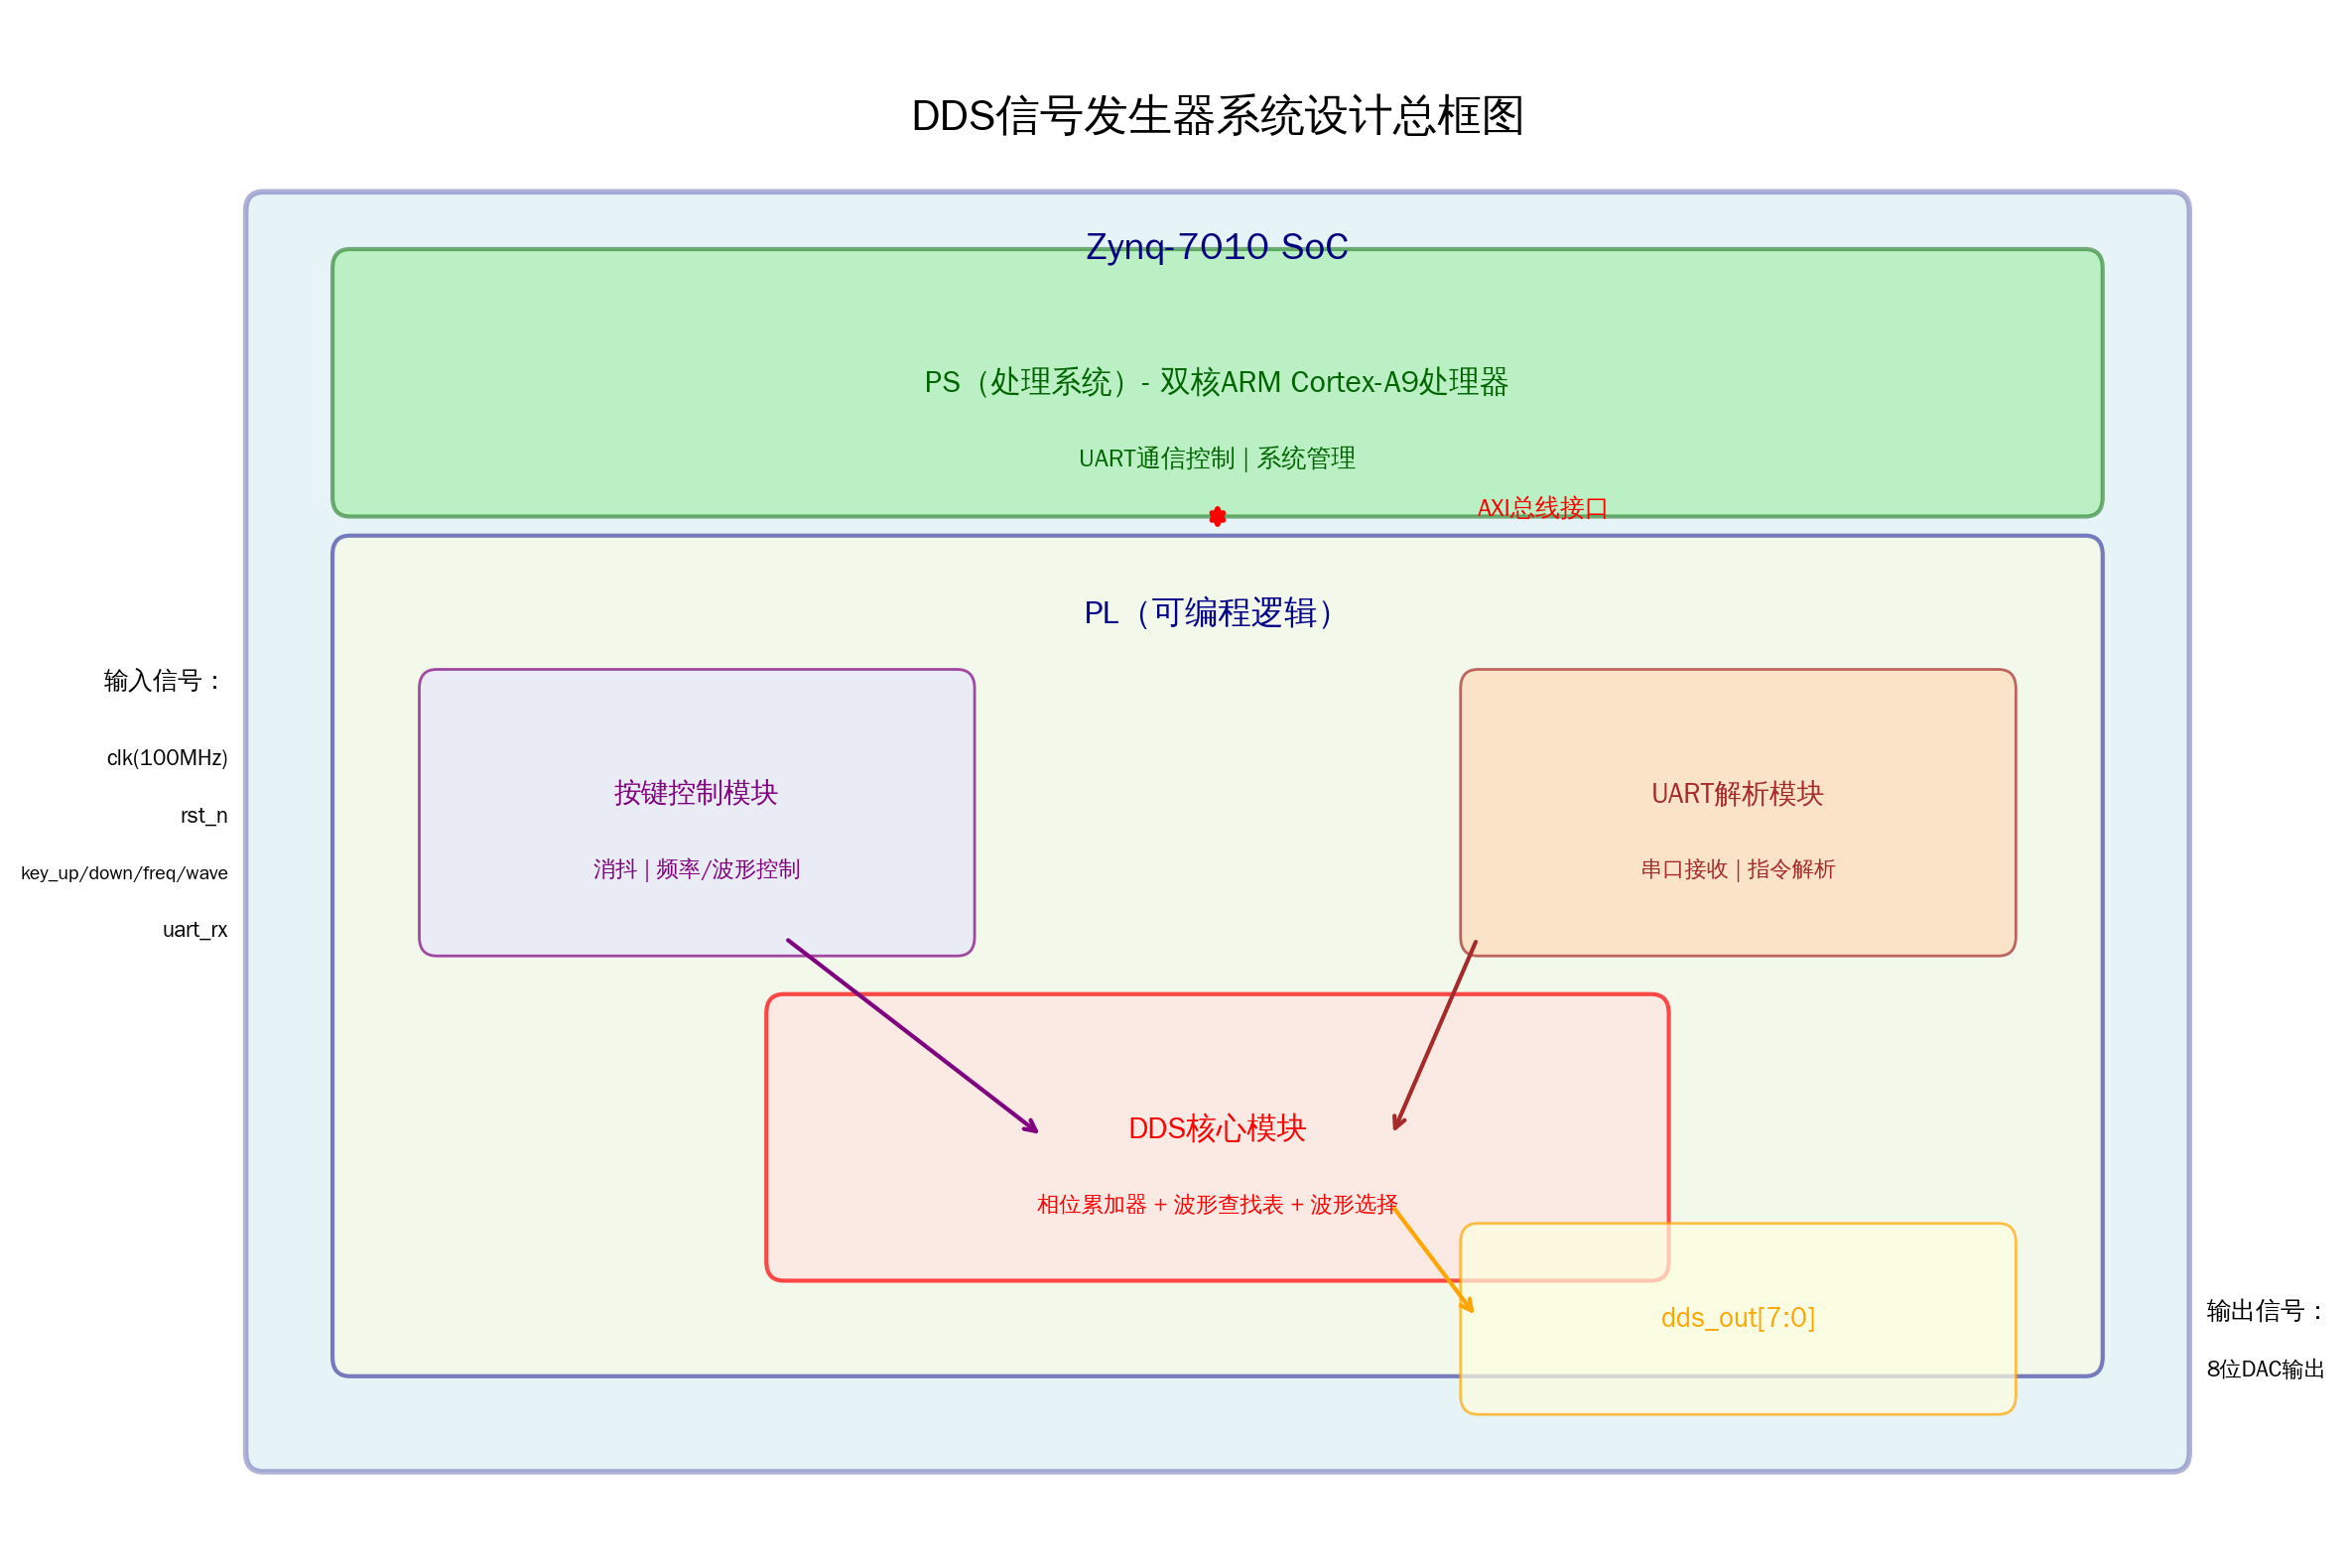 DDS信号发生器系统设计总框图
Zynq-7010 SoC
PS（处理系统）- 双核ARM Cortex-A9处理器
UART通信控制 | 系统管理
AXI总线接口
PL（可编程逻辑）
输入信号：
clk(100MHz)
rst_n
key_up/down/freq/wave
uart_rx
按键控制模块
消抖 | 频率/波形控制
UART解析模块
串口接收 | 指令解析
DDS核心模块
相位累加器 + 波形查找表 + 波形选择
dds_out[7:0]
输出信号：
8位DAC输出